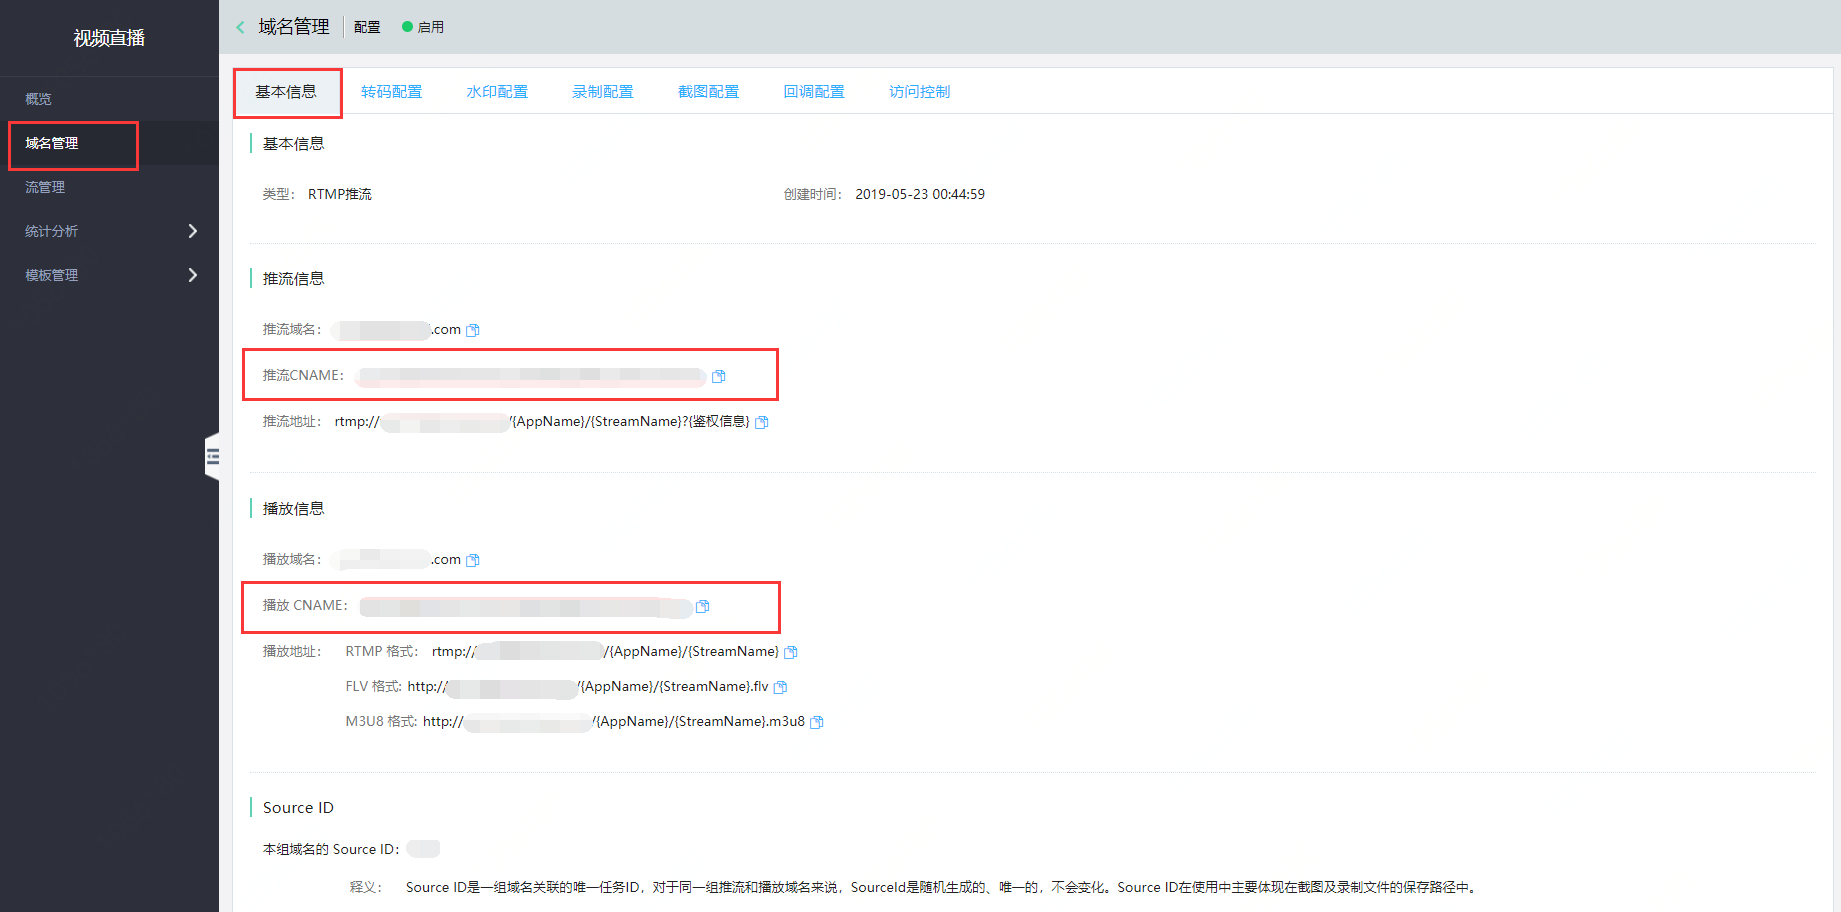 视频直播
概览
域名管理
流管理
统计分析
模板管理
域名管理 配置 启用
基本信息 转码配置 水印配置 录制配置 截图配置 回调配置 访问控制
基本信息
类型： RTMP推流 创建时间： 2019-05-23 00:44:59
推流信息
推流域名： .com
推流CNAME：
推流地址： rtmp:// /{AppName}/{StreamName}?{鉴权信息}
播放信息
播放域名： .com
播放 CNAME：
播放地址： RTMP 格式： rtmp:// /{AppName}/{StreamName}
FLV 格式: http:// /{AppName}/{StreamName}.flv
M3U8 格式: http:// /{AppName}/{StreamName}.m3u8
Source ID
本组域名的 Source ID：
释义： Source ID是一组域名关联的唯一任务ID，对于同一组推流和播放域名来说，SourceId是随机生成的、唯一的，不会变化。Source ID在使用中主要体现在截图及录制文件的保存路径中。